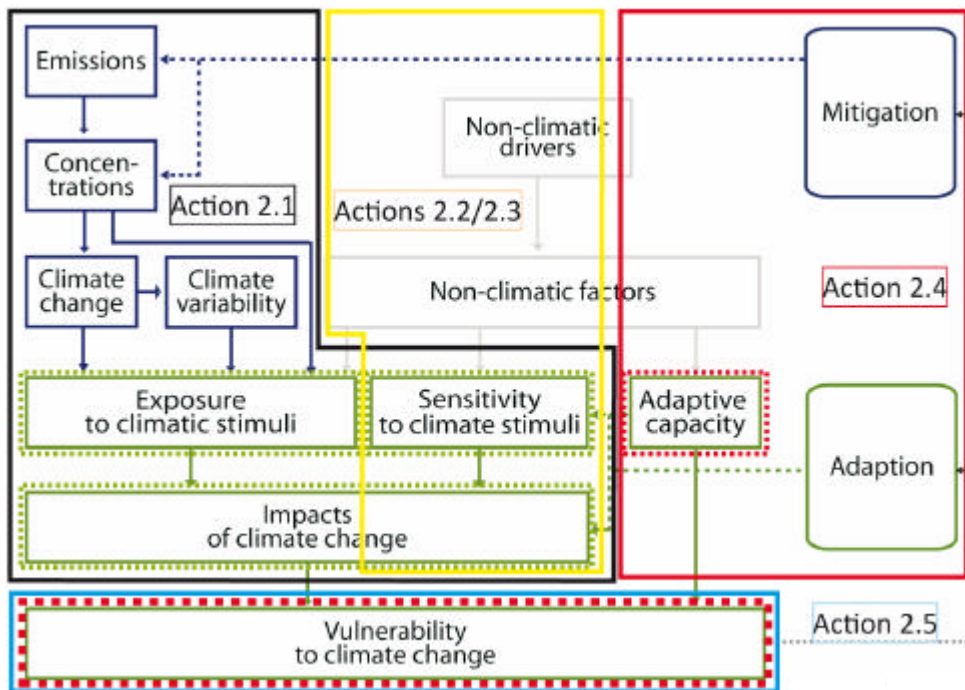 Emissions
Mitigation
Non-climatic
drivers
Concen-
trations
Action 2.1
Actions 2.2/2.3
Climate
change
Climate
variability
Non-climatic factors
Action 2.4
Exposure
to climatic stimuli
Sensitivity
to climate stimuli
Adaptive
capacity
Adaption
Impacts
of climate change
Action 2.5
Vulnerability
to climate change